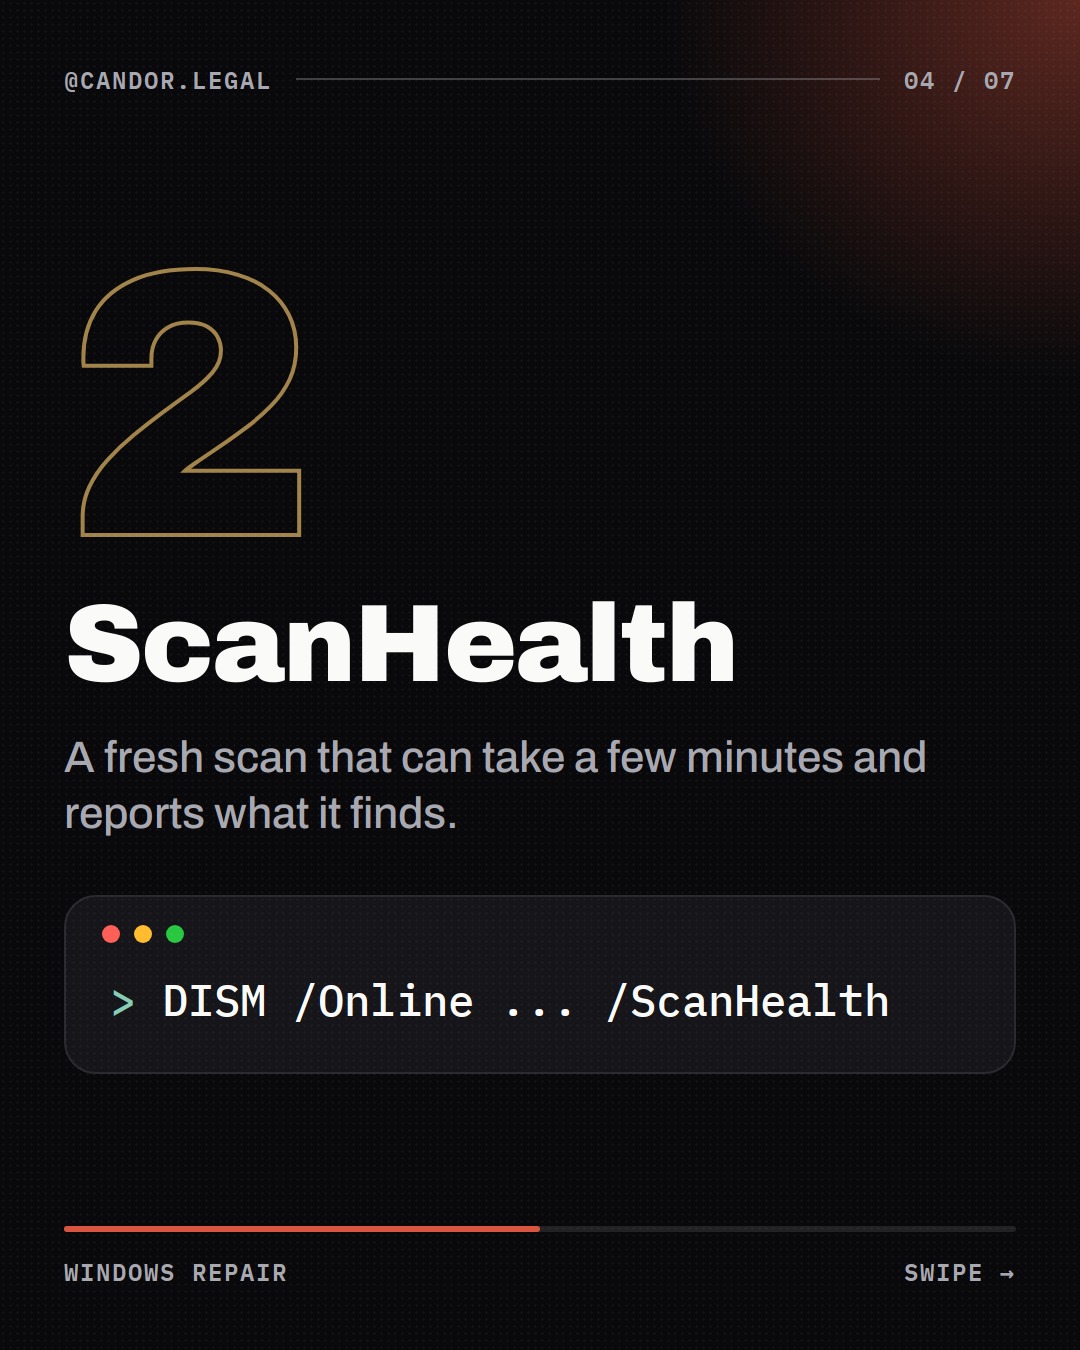 @CANDOR.LEGAL
04 / 07
2
ScanHealth
A fresh scan that can take a few minutes and
reports what it finds.
> DISM /Online ... /ScanHealth
WINDOWS REPAIR
SWIPE →